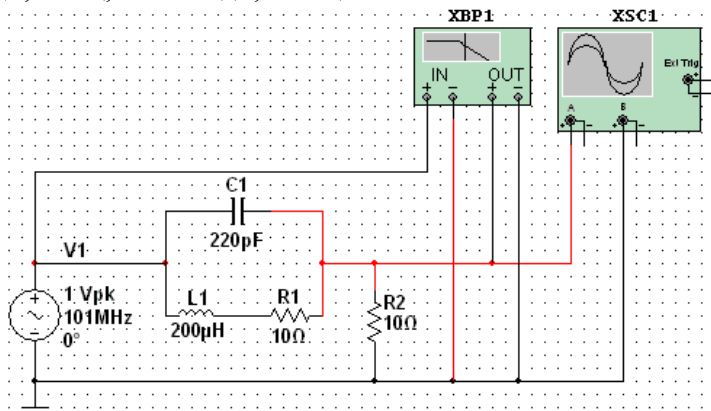 XBP1
XSC1
IN
OUT
Ext Trig
A
B
C1
220pF
V1
1 Vpk
101MHz
0°
L1
200µH
R1
10Ω
R2
10Ω